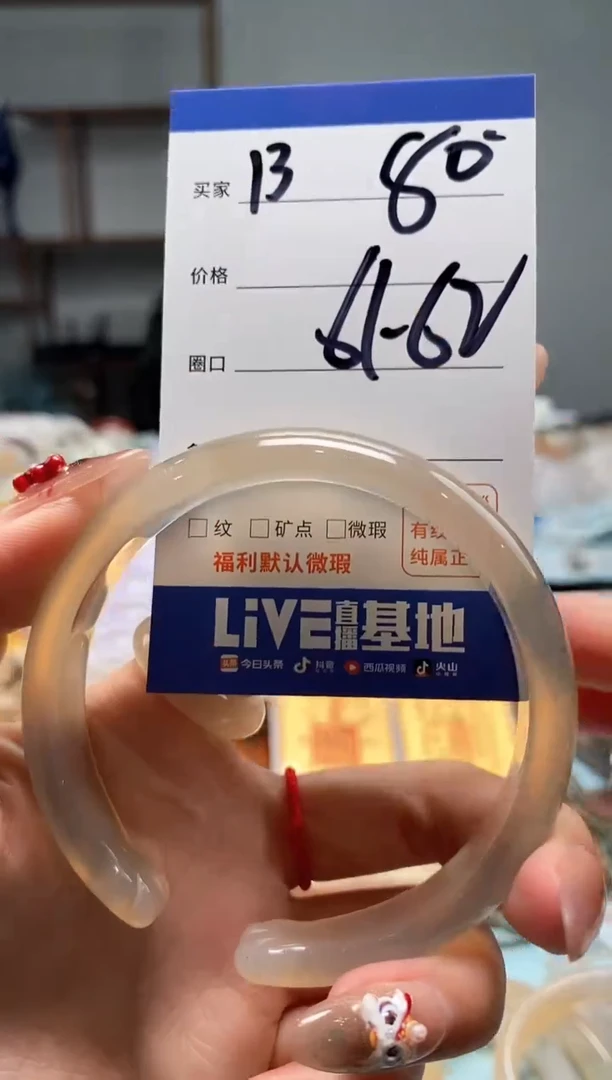 买家 13 80
价格
圈口 61-62
纹 矿点 微瑕
有纹
纯属正
福利默认微瑕
LiVE直播基地
今日头条 抖音 西瓜视频 火山